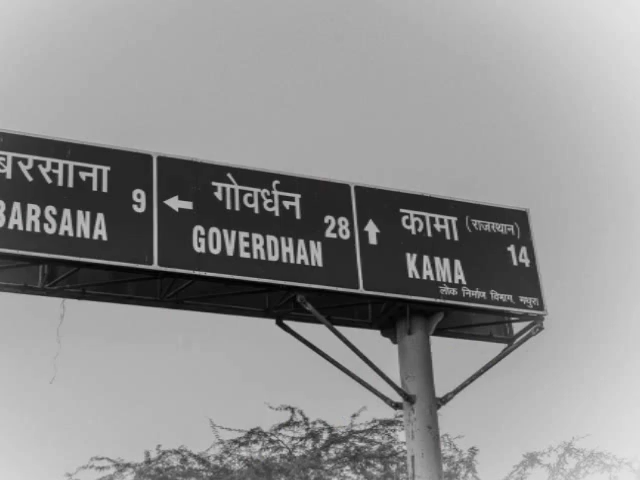 बरसाना 9
BARSANA
गोवर्धन 28
GOVERDHAN
कामा (राजस्थान) 14
KAMA
लोक निर्माण विभाग, मथुरा